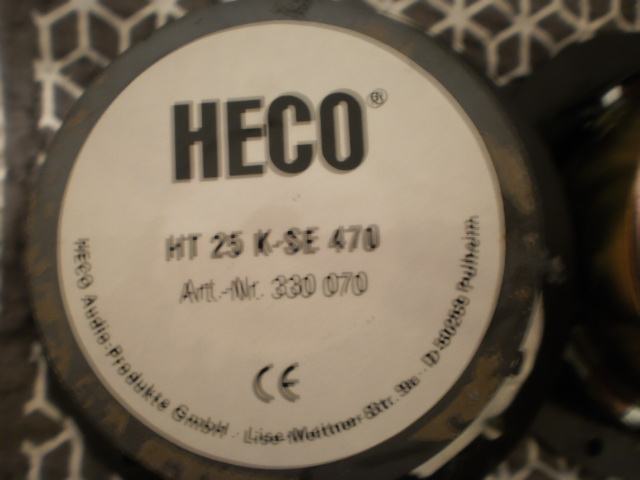 HECO®
HT 25 K-SE 470
Art.-Nr. 330 070
CE
HECO Audio-Produkte GmbH · Lise-Meitner-Str. 9c · D-50259 Pulheim